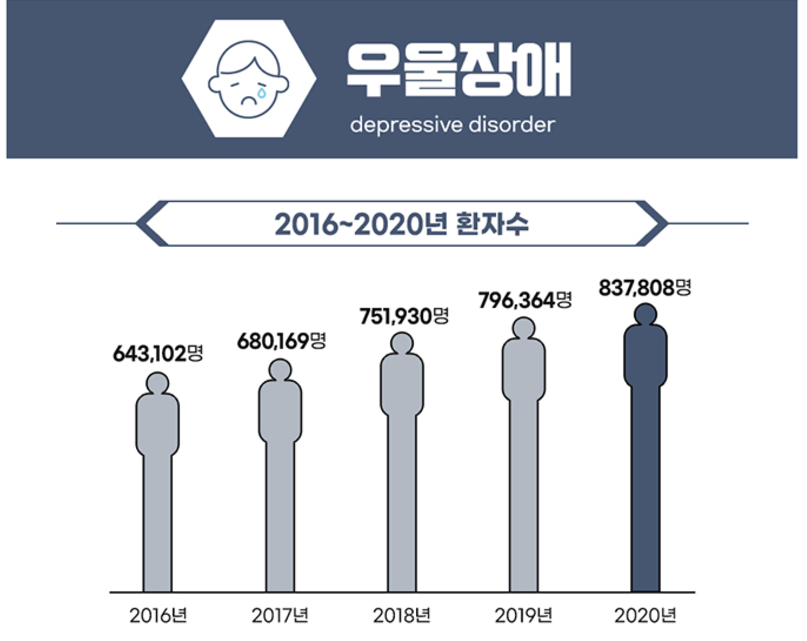 우울장애
depressive disorder
2016~2020년 환자수
643,102명
680,169명
751,930명
796,364명
837,808명
2016년
2017년
2018년
2019년
2020년